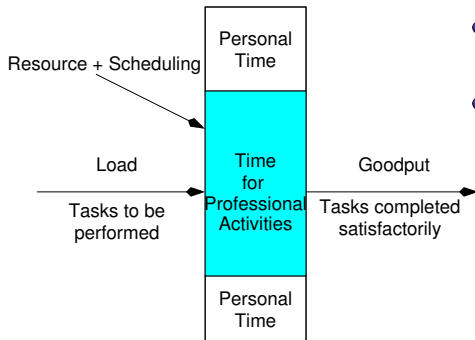 Personal
Time
Resource + Scheduling
Load
Tasks to be
performed
Time
for
Professional
Activities
Goodput
Tasks completed
satisfactorily
Personal
Time